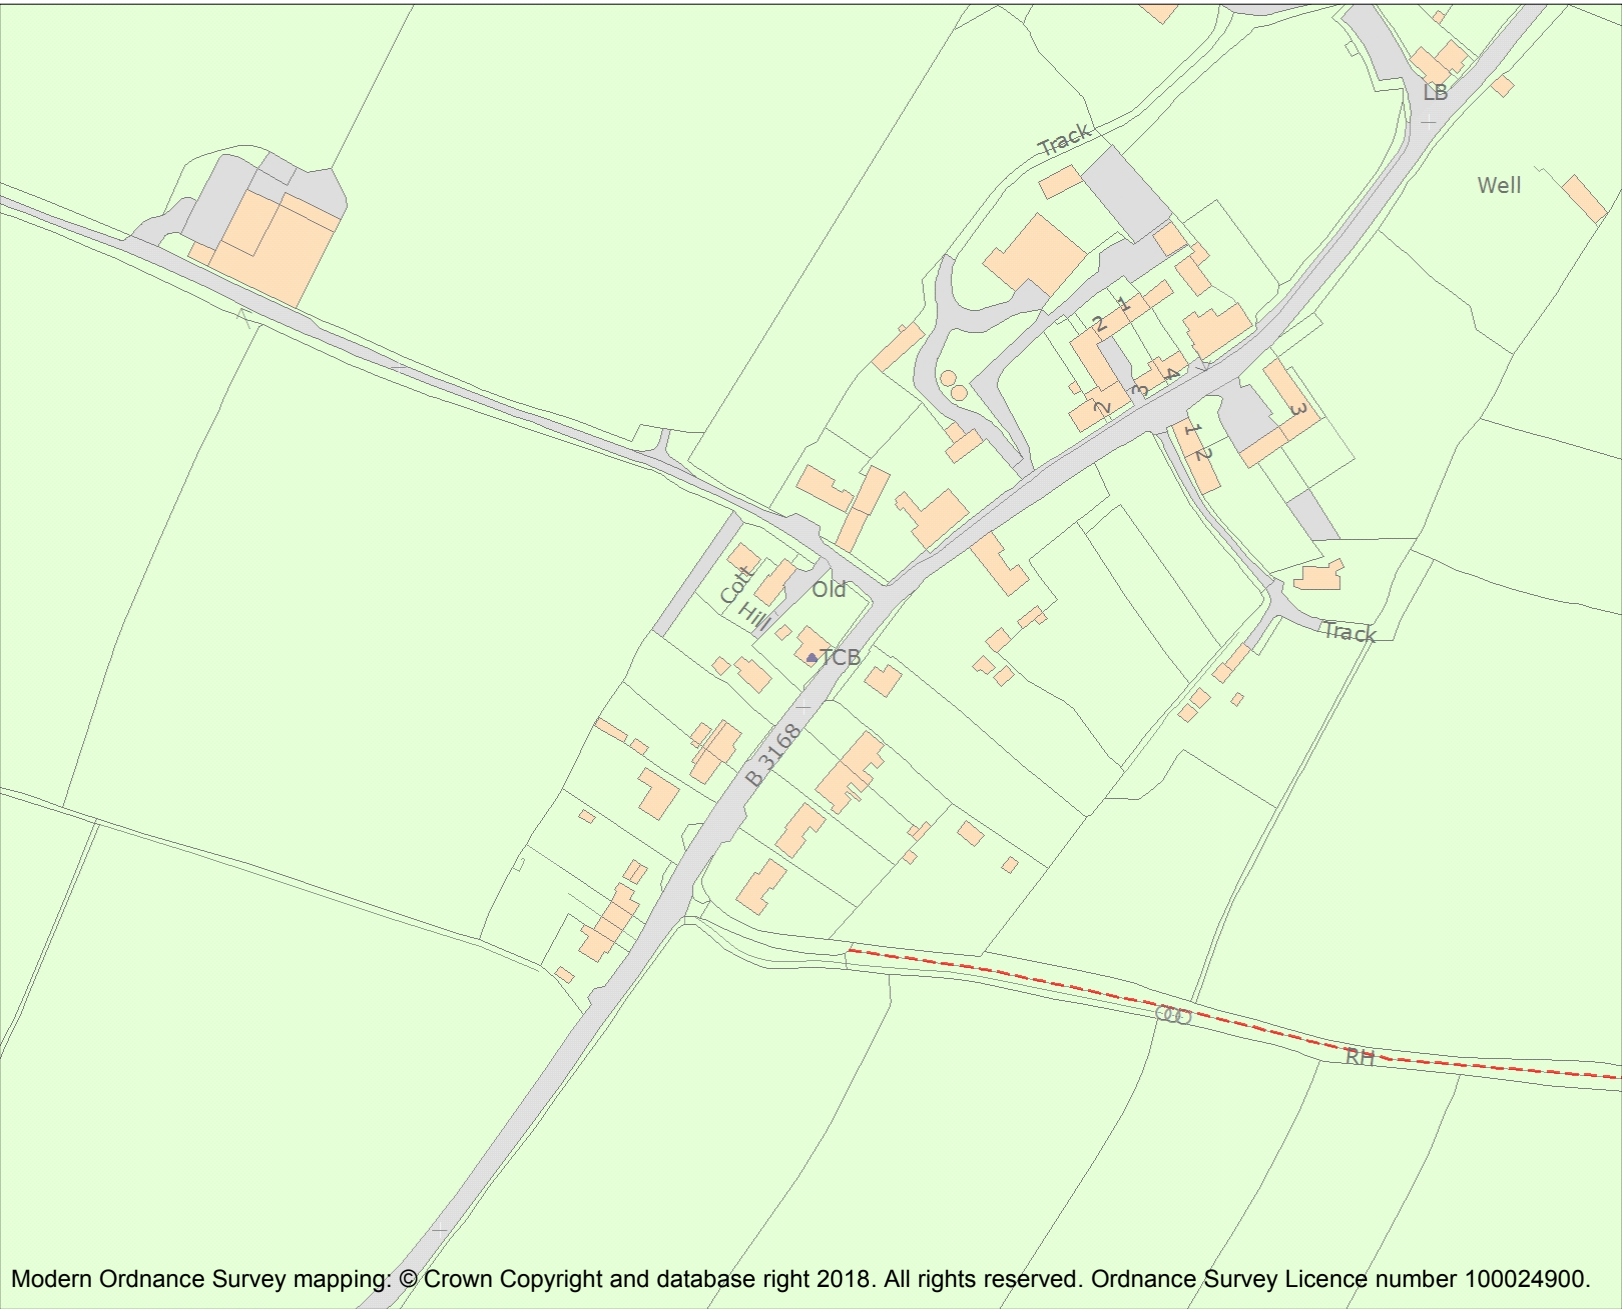 LB
Track
Well
1
2
4
3
2
3
1
2
Cott
Hill
Old
TCB
Track
B 3168
RH
Modern Ordnance Survey mapping: © Crown Copyright and database right 2018. All rights reserved. Ordnance Survey Licence number 100024900.